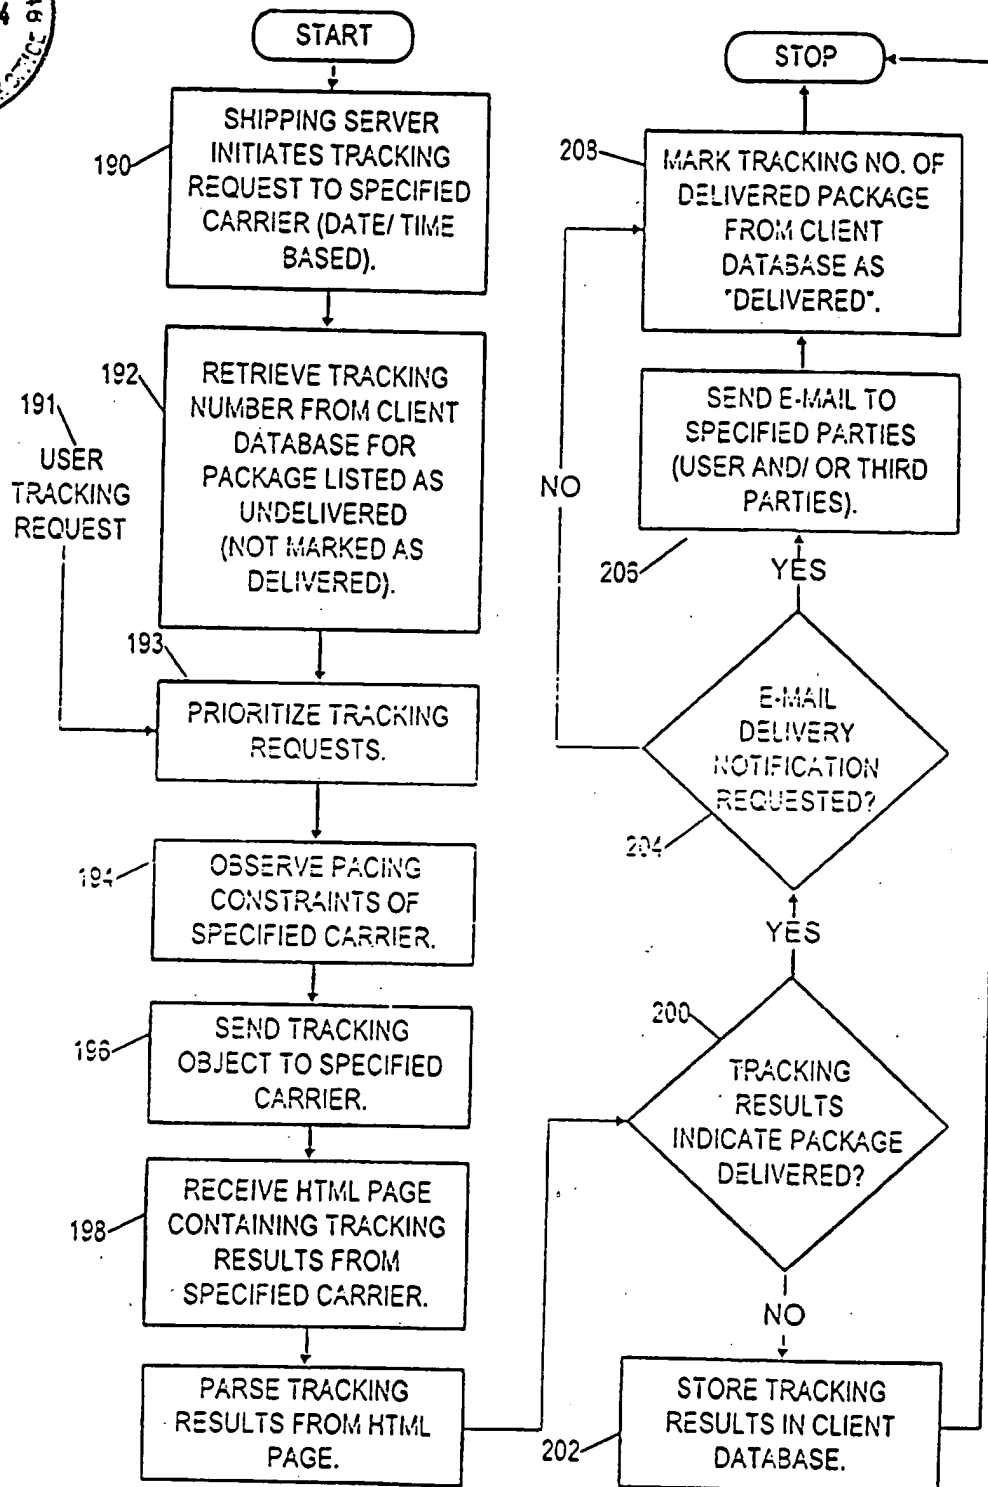 START
190
SHIPPING SERVER
INITIATES TRACKING
REQUEST TO SPECIFIED
CARRIER (DATE/ TIME
BASED).
192
RETRIEVE TRACKING
NUMBER FROM CLIENT
DATABASE FOR
PACKAGE LISTED AS
UNDELIVERED
(NOT MARKED AS
DELIVERED).
191
USER
TRACKING
REQUEST
193
PRIORITIZE TRACKING
REQUESTS.
194
OBSERVE PACING
CONSTRAINTS OF
SPECIFIED CARRIER.
196
SEND TRACKING
OBJECT TO SPECIFIED
CARRIER.
198
RECEIVE HTML PAGE
CONTAINING TRACKING
RESULTS FROM
SPECIFIED CARRIER.
PARSE TRACKING
RESULTS FROM HTML
PAGE.
200
TRACKING
RESULTS
INDICATE PACKAGE
DELIVERED?
NO
202
STORE TRACKING
RESULTS IN CLIENT
DATABASE.
YES
204
E-MAIL
DELIVERY
NOTIFICATION
REQUESTED?
NO
YES
206
SEND E-MAIL TO
SPECIFIED PARTIES
(USER AND/ OR THIRD
PARTIES).
208
MARK TRACKING NO. OF
DELIVERED PACKAGE
FROM CLIENT
DATABASE AS
"DELIVERED".
STOP